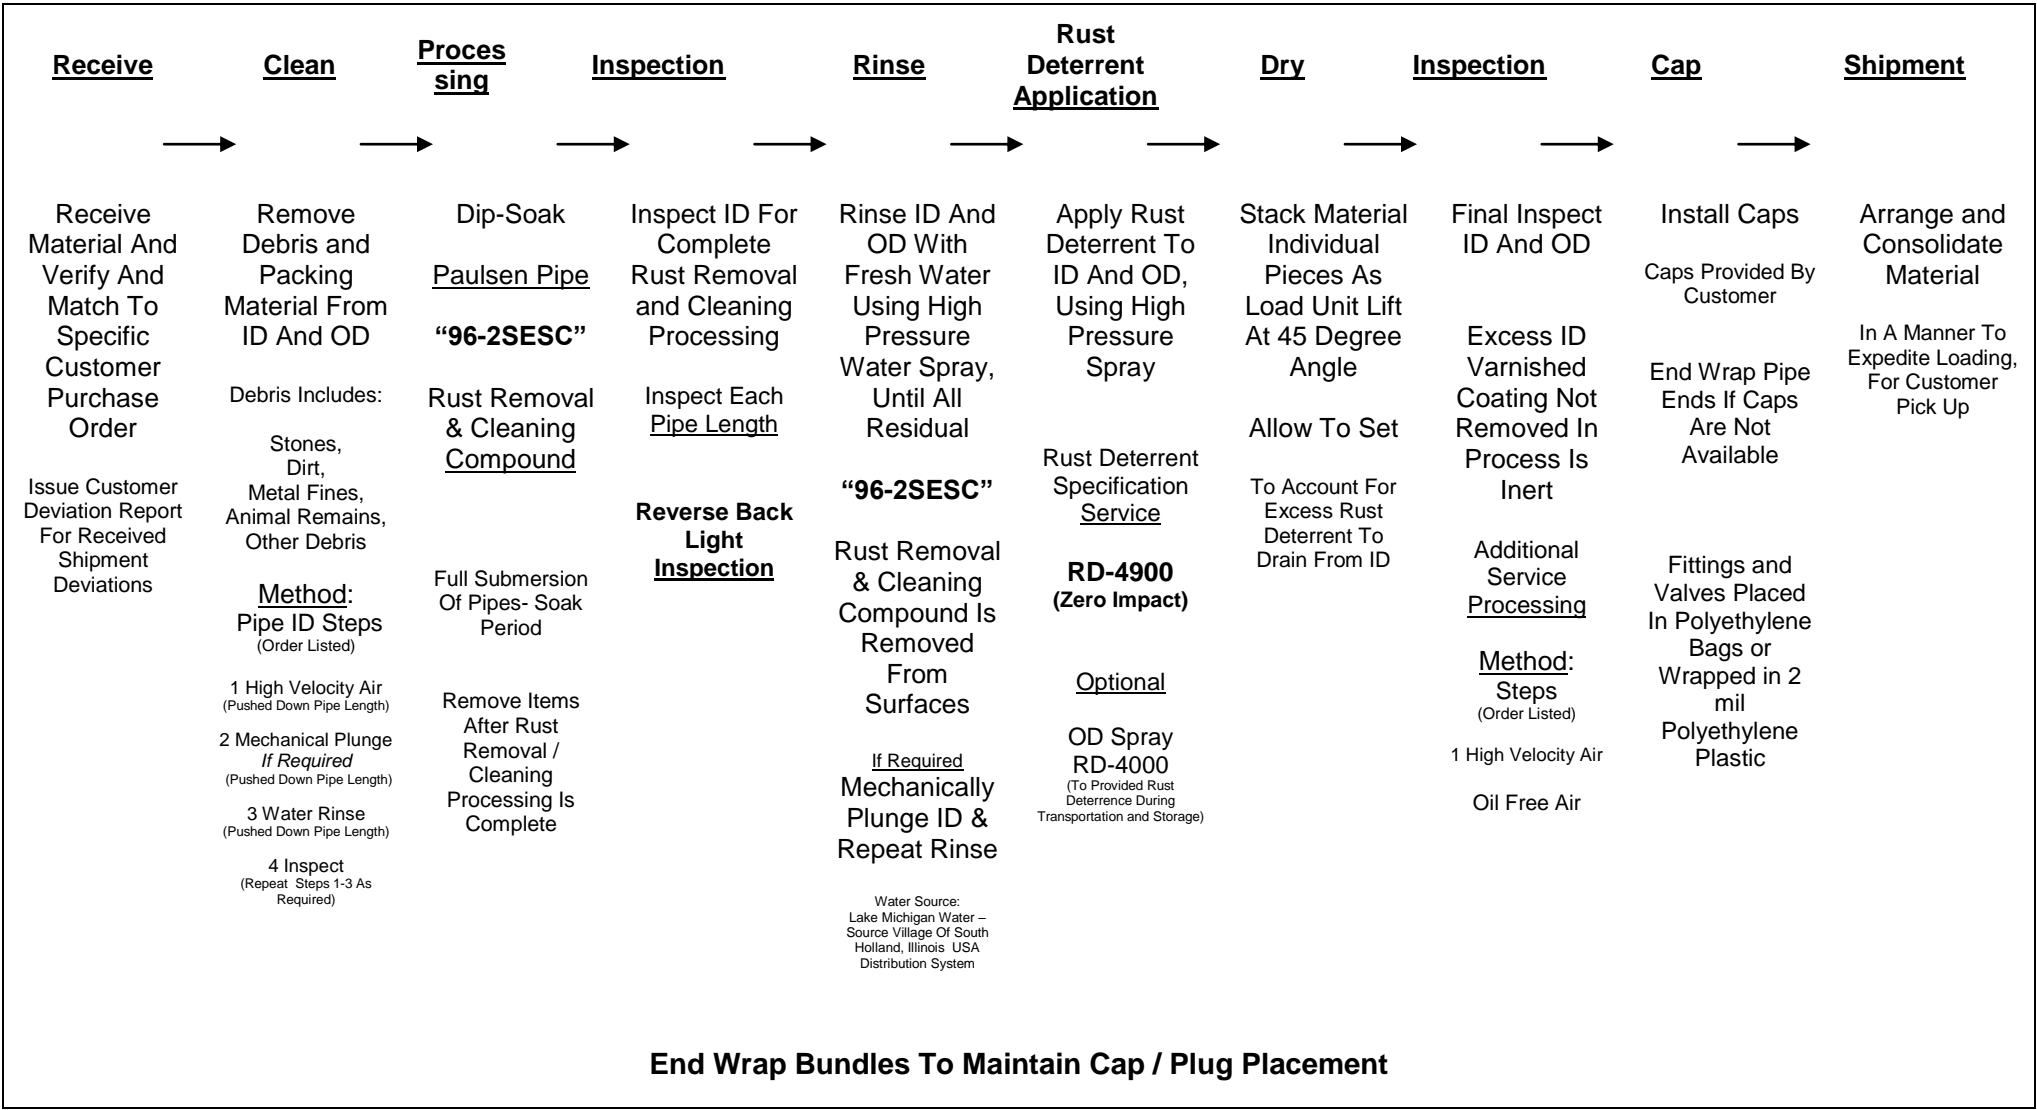 Receive
Clean
Proces
sing
Inspection
Rinse
Rust
Deterrent
Application
Dry
Inspection
Cap
Shipment
Receive
Material And
Verify And
Match To
Specific
Customer
Purchase
Order
Issue Customer
Deviation Report
For Received
Shipment
Deviations
Remove
Debris and
Packing
Material From
ID And OD
Debris Includes:
Stones,
Dirt,
Metal Fines,
Animal Remains,
Other Debris
Method:
Pipe ID Steps
(Order Listed)
1 High Velocity Air
(Pushed Down Pipe Length)
2 Mechanical Plunge
If Required
(Pushed Down Pipe Length)
3 Water Rinse
(Pushed Down Pipe Length)
4 Inspect
(Repeat Steps 1-3 As
Required)
Dip-Soak
Paulsen Pipe
“96-2SESC”
Rust Removal
& Cleaning
Compound
Full Submersion
Of Pipes- Soak
Period
Remove Items
After Rust
Removal /
Cleaning
Processing Is
Complete
Inspect ID For
Complete
Rust Removal
and Cleaning
Processing
Inspect Each
Pipe Length
Reverse Back
Light
Inspection
Rinse ID And
OD With
Fresh Water
Using High
Pressure
Water Spray,
Until All
Residual
“96-2SESC”
Rust Removal
& Cleaning
Compound Is
Removed
From
Surfaces
If Required
Mechanically
Plunge ID &
Repeat Rinse
Water Source:
Lake Michigan Water –
Source Village Of South
Holland, Illinois USA
Distribution System
Apply Rust
Deterrent To
ID And OD,
Using High
Pressure
Spray
Rust Deterrent
Specification
Service
RD-4900
(Zero Impact)
Optional
OD Spray
RD-4000
(To Provided Rust
Deterrence During
Transportation and Storage)
Stack Material
Individual
Pieces As
Load Unit Lift
At 45 Degree
Angle
Allow To Set
To Account For
Excess Rust
Deterrent To
Drain From ID
Final Inspect
ID And OD
Excess ID
Varnished
Coating Not
Removed In
Process Is
Inert
Additional
Service
Processing
Method:
Steps
(Order Listed)
1 High Velocity Air
Oil Free Air
Install Caps
Caps Provided By
Customer
End Wrap Pipe
Ends If Caps
Are Not
Available
Fittings and
Valves Placed
In Polyethylene
Bags or
Wrapped in 2
mil
Polyethylene
Plastic
Arrange and
Consolidate
Material
In A Manner To
Expedite Loading,
For Customer
Pick Up
End Wrap Bundles To Maintain Cap / Plug Placement